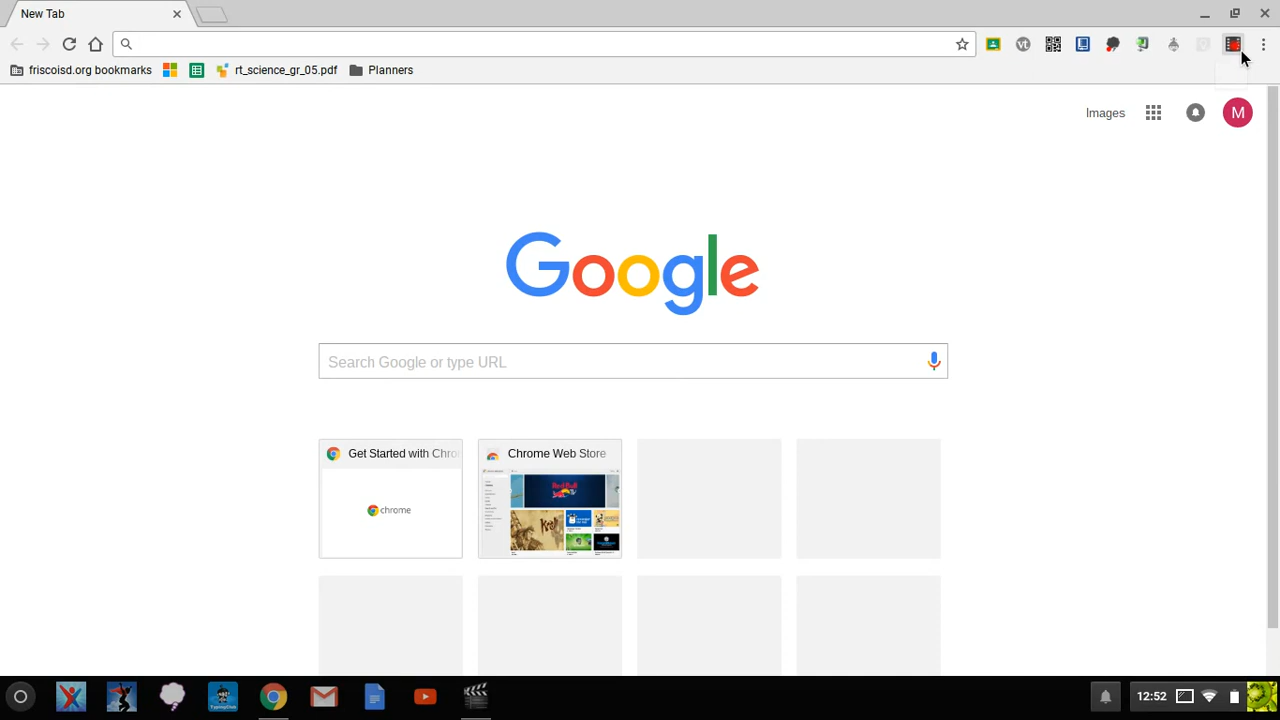 New Tab
friscoisd.org bookmarks
rt_science_gr_05.pdf
Planners
Images
M
Google
Search Google or type URL
Get Started with Chro
Chrome Web Store
chrome
12:52